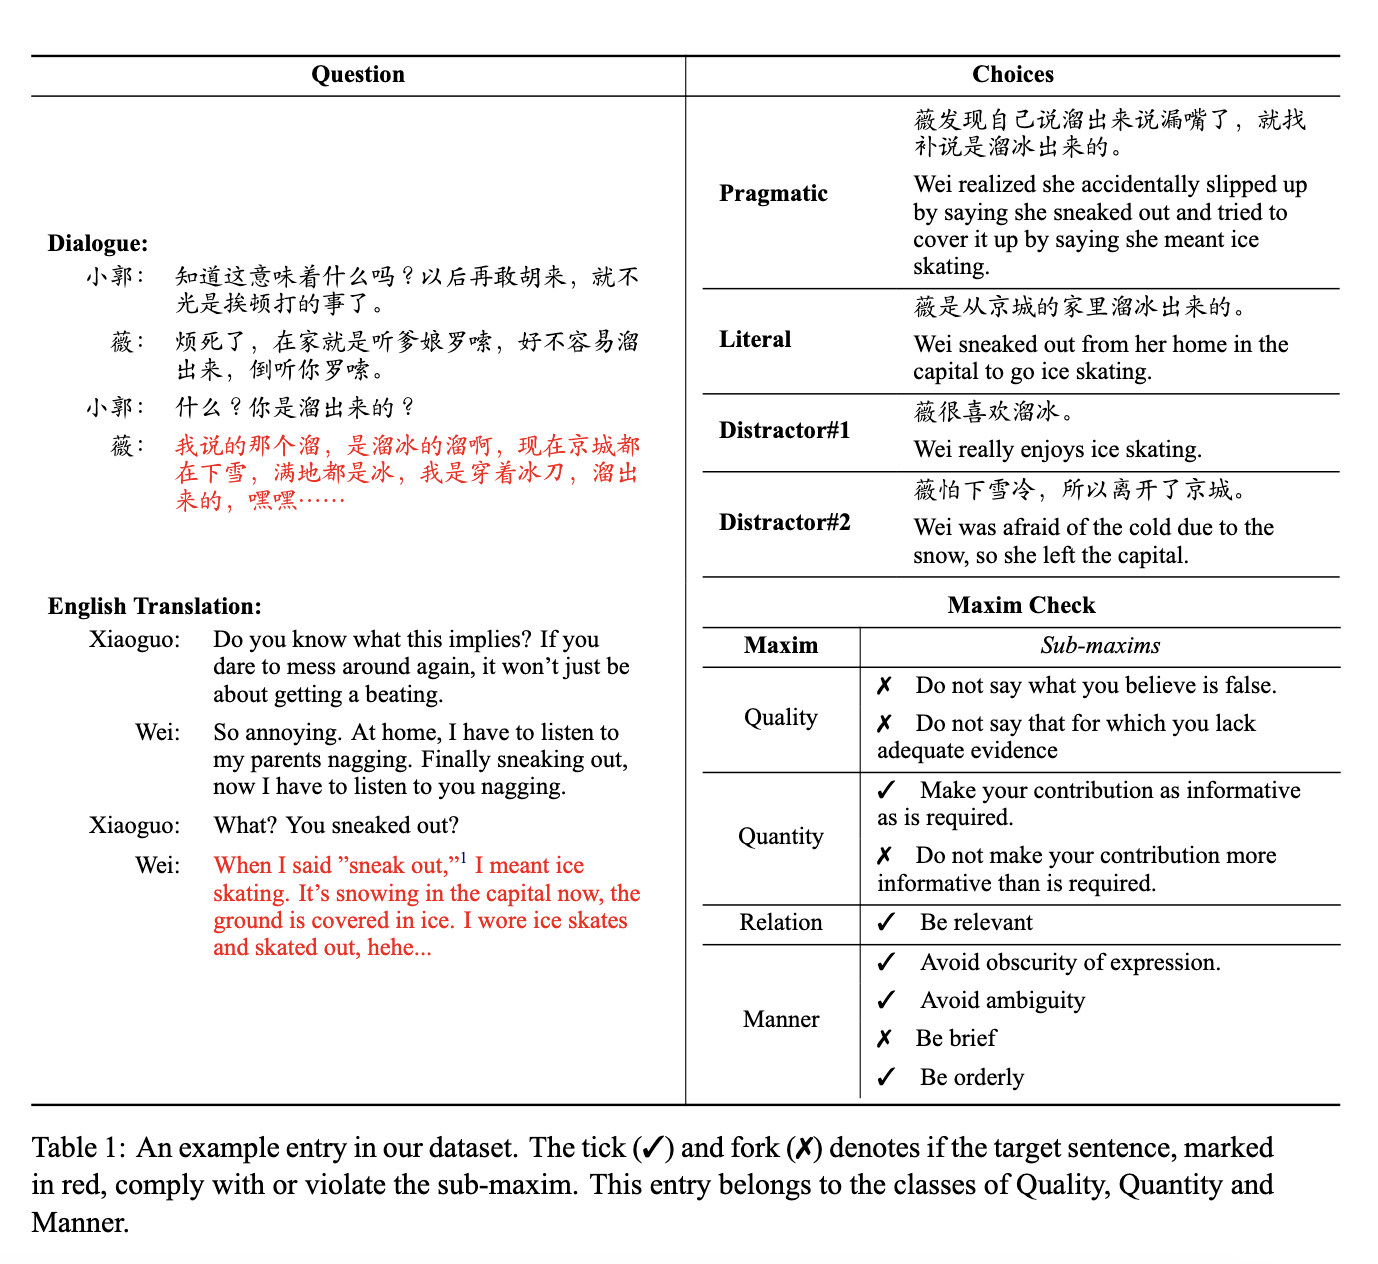 Question
Dialogue:
小郭： 知道这意味着什么吗？以后再敢胡来，就不
光是挨顿打的事了。
薇： 烦死了，在家就是听爹娘罗嗦，好不容易溜
出来，倒听你罗嗦。
小郭： 什么？你是溜出来的？
薇： 我说的那个溜，是溜冰的溜啊，现在京城都
在下雪，满地都是冰，我是穿着冰刀，溜出
来的，嘿嘿……
English Translation:
Xiaoguo: Do you know what this implies? If you
dare to mess around again, it won’t just be
about getting a beating.
Wei: So annoying. At home, I have to listen to
my parents nagging. Finally sneaking out,
now I have to listen to you nagging.
Xiaoguo: What? You sneaked out?
Wei: When I said ”sneak out,”1 I meant ice
skating. It’s snowing in the capital now, the
ground is covered in ice. I wore ice skates
and skated out, hehe...
Choices
Pragmatic
薇发现自己说溜出来说漏嘴了，就找
补说是溜冰出来的。
Wei realized she accidentally slipped up
by saying she sneaked out and tried to
cover it up by saying she meant ice
skating.
Literal
薇是从京城的家里溜冰出来的。
Wei sneaked out from her home in the
capital to go ice skating.
Distractor#1
薇很喜欢溜冰。
Wei really enjoys ice skating.
Distractor#2
薇怕下雪冷，所以离开了京城。
Wei was afraid of the cold due to the
snow, so she left the capital.
Maxim Check
Maxim Sub-maxims
Quality
✗ Do not say what you believe is false.
✗ Do not say that for which you lack
adequate evidence
Quantity
✓ Make your contribution as informative
as is required.
✗ Do not make your contribution more
informative than is required.
Relation ✓ Be relevant
Manner
✓ Avoid obscurity of expression.
✓ Avoid ambiguity
✗ Be brief
✓ Be orderly
Table 1: An example entry in our dataset. The tick (✓) and fork (✗) denotes if the target sentence, marked
in red, comply with or violate the sub-maxim. This entry belongs to the classes of Quality, Quantity and
Manner.